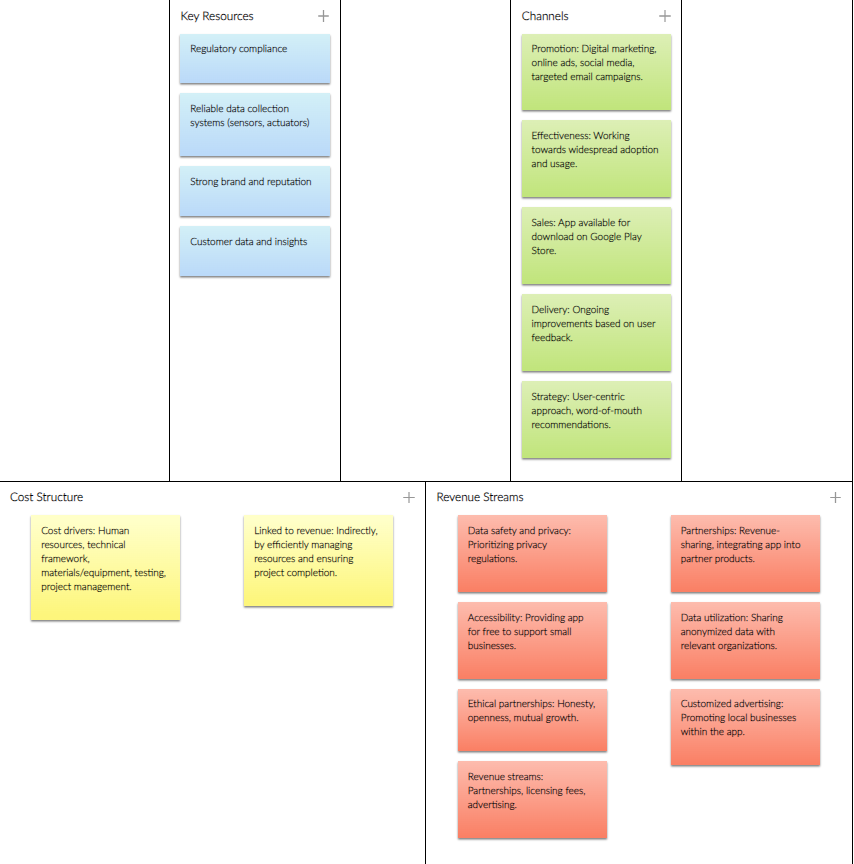 Key Resources
Regulatory compliance
Reliable data collection
systems (sensors, actuators)
Strong brand and reputation
Customer data and insights
Channels
Promotion: Digital marketing,
online ads, social media,
targeted email campaigns.
Effectiveness: Working
towards widespread adoption
and usage.
Sales: App available for
download on Google Play
Store.
Delivery: Ongoing
improvements based on user
feedback.
Strategy: User-centric
approach, word-of-mouth
recommendations.
Cost Structure
Cost drivers: Human
resources, technical
framework,
materials/equipment, testing,
project management.
Linked to revenue: Indirectly,
by efficiently managing
resources and ensuring
project completion.
Revenue Streams
Data safety and privacy:
Prioritizing privacy
regulations.
Accessibility: Providing app
for free to support small
businesses.
Ethical partnerships: Honesty,
openness, mutual growth.
Revenue streams:
Partnerships, licensing fees,
advertising.
Partnerships: Revenue-
sharing, integrating app into
partner products.
Data utilization: Sharing
anonymized data with
relevant organizations.
Customized advertising:
Promoting local businesses
within the app.